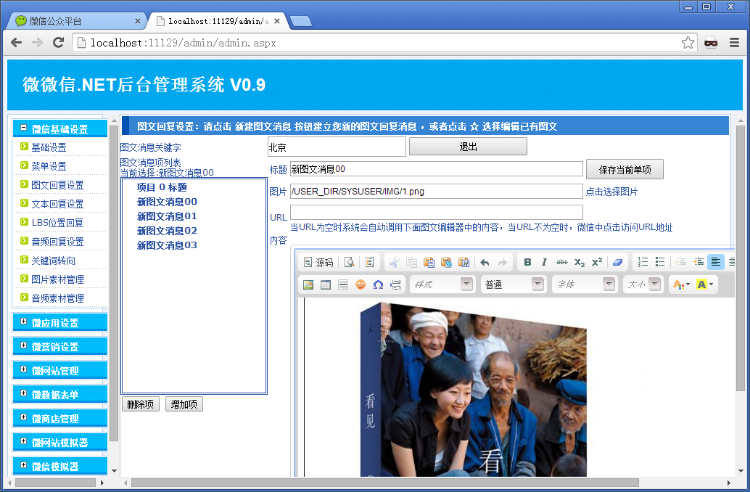 微信公众平台
localhost:11129/admin/a
localhost:11129/admin/admin.aspx
微微信.NET后台管理系统 V0.9
微信基础设置
基础设置
菜单设置
图文回复设置
文本回复设置
LBS位置回复
音频回复设置
关键词转向
图片素材管理
音频素材管理
微应用设置
微营销设置
微网站管理
微数据表单
微商店管理
微网站模拟器
微信模拟器
图文回复设置：请点击 新建图文消息 按钮建立您新的图文回复消息。或者点击 ☆ 选择编辑已有图文
图文消息关键字
北京
退出
图文消息项列表
当前选择:新图文消息00
项目 0 标题
新图文消息00
新图文消息01
新图文消息02
新图文消息03
删除项
增加项
标题
新图文消息00
保存当前单项
图片
/USER_DIR/SYSUSER/IMG/1.png
点击选择图片
URL
当URL为空时系统会自动调用下面图文编辑器中的内容，当URL不为空时，微信中点击访问URL地址
内容
源码
B I abc X₂ X²
样式
普通
字体
大小
A
A
看见
看